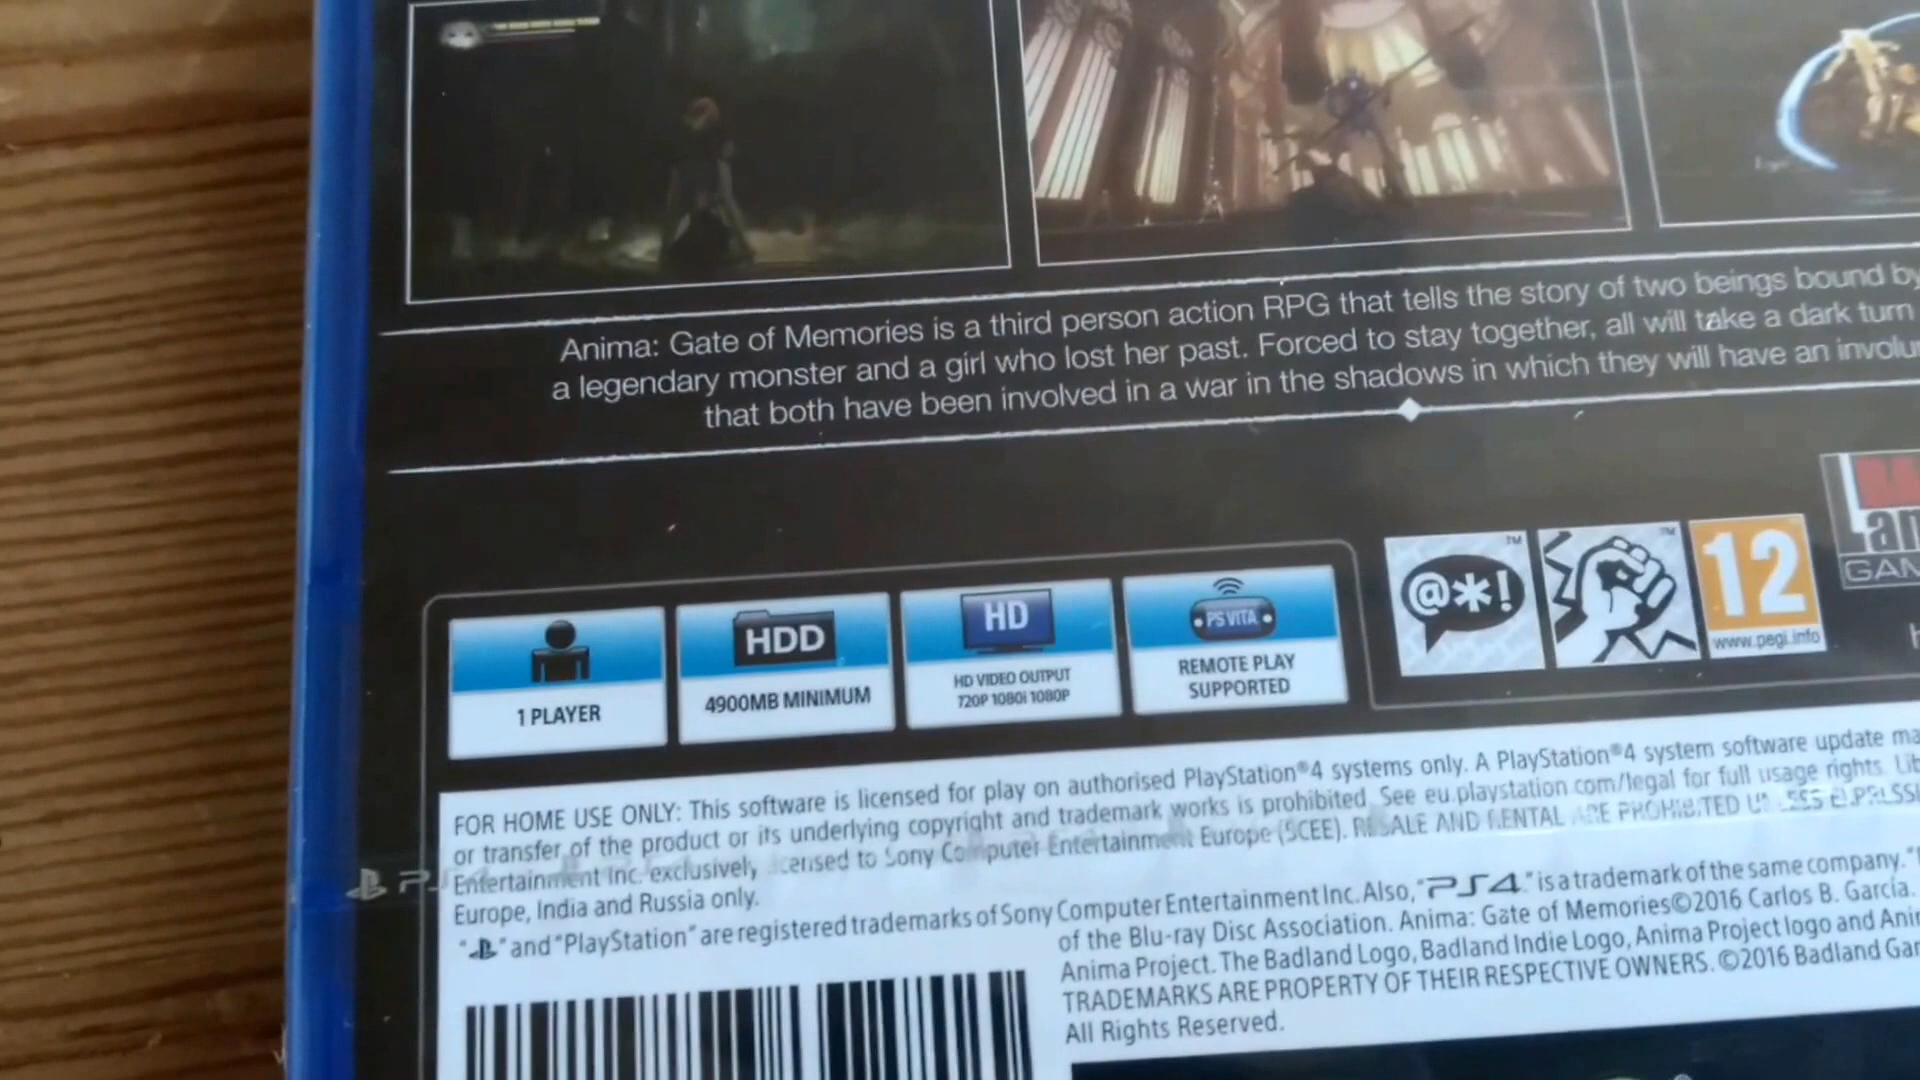 Anima: Gate of Memories is a third person action RPG that tells the story of two beings bound by
a legendary monster and a girl who lost her past. Forced to stay together, all will take a dark turn
that both have been involved in a war in the shadows in which they will have an involu
@*!
TM
TM
12
www.pegi.info
HDD
HD
PS VITA
1 PLAYER
4900MB MINIMUM
HD VIDEO OUTPUT
720P 1080i 1080P
REMOTE PLAY
SUPPORTED
FOR HOME USE ONLY: This software is licensed for play on authorised PlayStation®4 systems only. A PlayStation®4 system software update ma
or transfer of the product or its underlying copyright and trademark works is prohibited. See eu.playstation.com/legal for full usage rights. Lib
Entertainment Inc. exclusively licensed to Sony Computer Entertainment Europe (SCEE). RESALE AND RENTAL ARE PROHIBITED UNLESS EXPRESSL
Europe, India and Russia only.
" " and "PlayStation" are registered trademarks of Sony Computer Entertainment Inc. Also, "PS4" is a trademark of the same company. "
of the Blu-ray Disc Association. Anima: Gate of Memories©2016 Carlos B. García.
Anima Project. The Badland Logo, Badland Indie Logo, Anima Project logo and Anim
TRADEMARKS ARE PROPERTY OF THEIR RESPECTIVE OWNERS. ©2016 Badland Gam
All Rights Reserved.